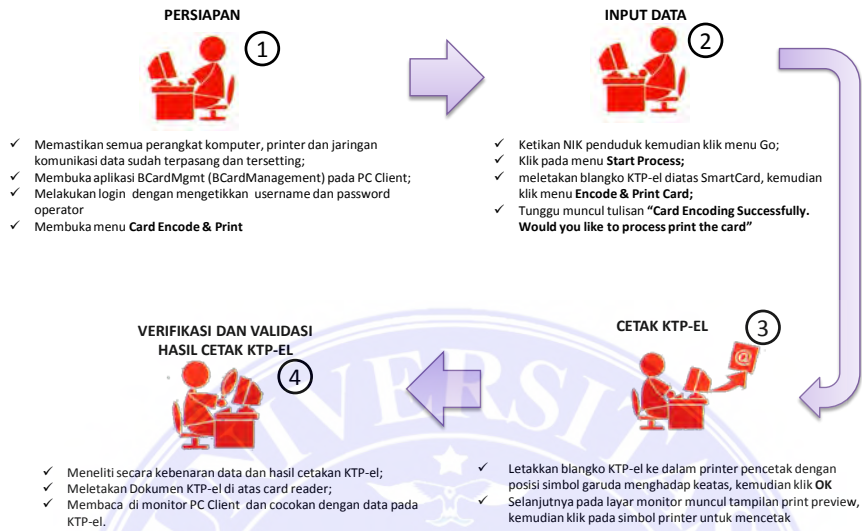 PERSIAPAN
1
✓ Memastikan semua perangkat komputer, printer dan jaringan
komunikasi data sudah terpasang dan tersetting;
✓ Membuka aplikasi BCardMgmt (BCardManagement) pada PC Client;
✓ Melakukan login dengan mengetikkan username dan password
operator
✓ Membuka menu Card Encode & Print
INPUT DATA
2
✓ Ketikan NIK penduduk kemudian klik menu Go;
✓ Klik pada menu Start Process;
✓ meletakan blangko KTP-el diatas SmartCard, kemudian
klik menu Encode & Print Card;
✓ Tunggu muncul tulisan “Card Encoding Successfully.
Would you like to process print the card”
CETAK KTP-EL
3
@
✓ Letakkan blangko KTP-el ke dalam printer pencetak dengan
posisi simbol garuda menghadap keatas, kemudian klik OK
✓ Selanjutnya pada layar monitor muncul tampilan print preview,
kemudian klik pada simbol printer untuk mencetak
VERIFIKASI DAN VALIDASI
HASIL CETAK KTP-EL
4
✓ Meneliti secara kebenaran data dan hasil cetakan KTP-el;
✓ Meletakan Dokumen KTP-el di atas card reader;
✓ Membaca di monitor PC Client dan cocokan dengan data pada
KTP-el.
IVERSIT